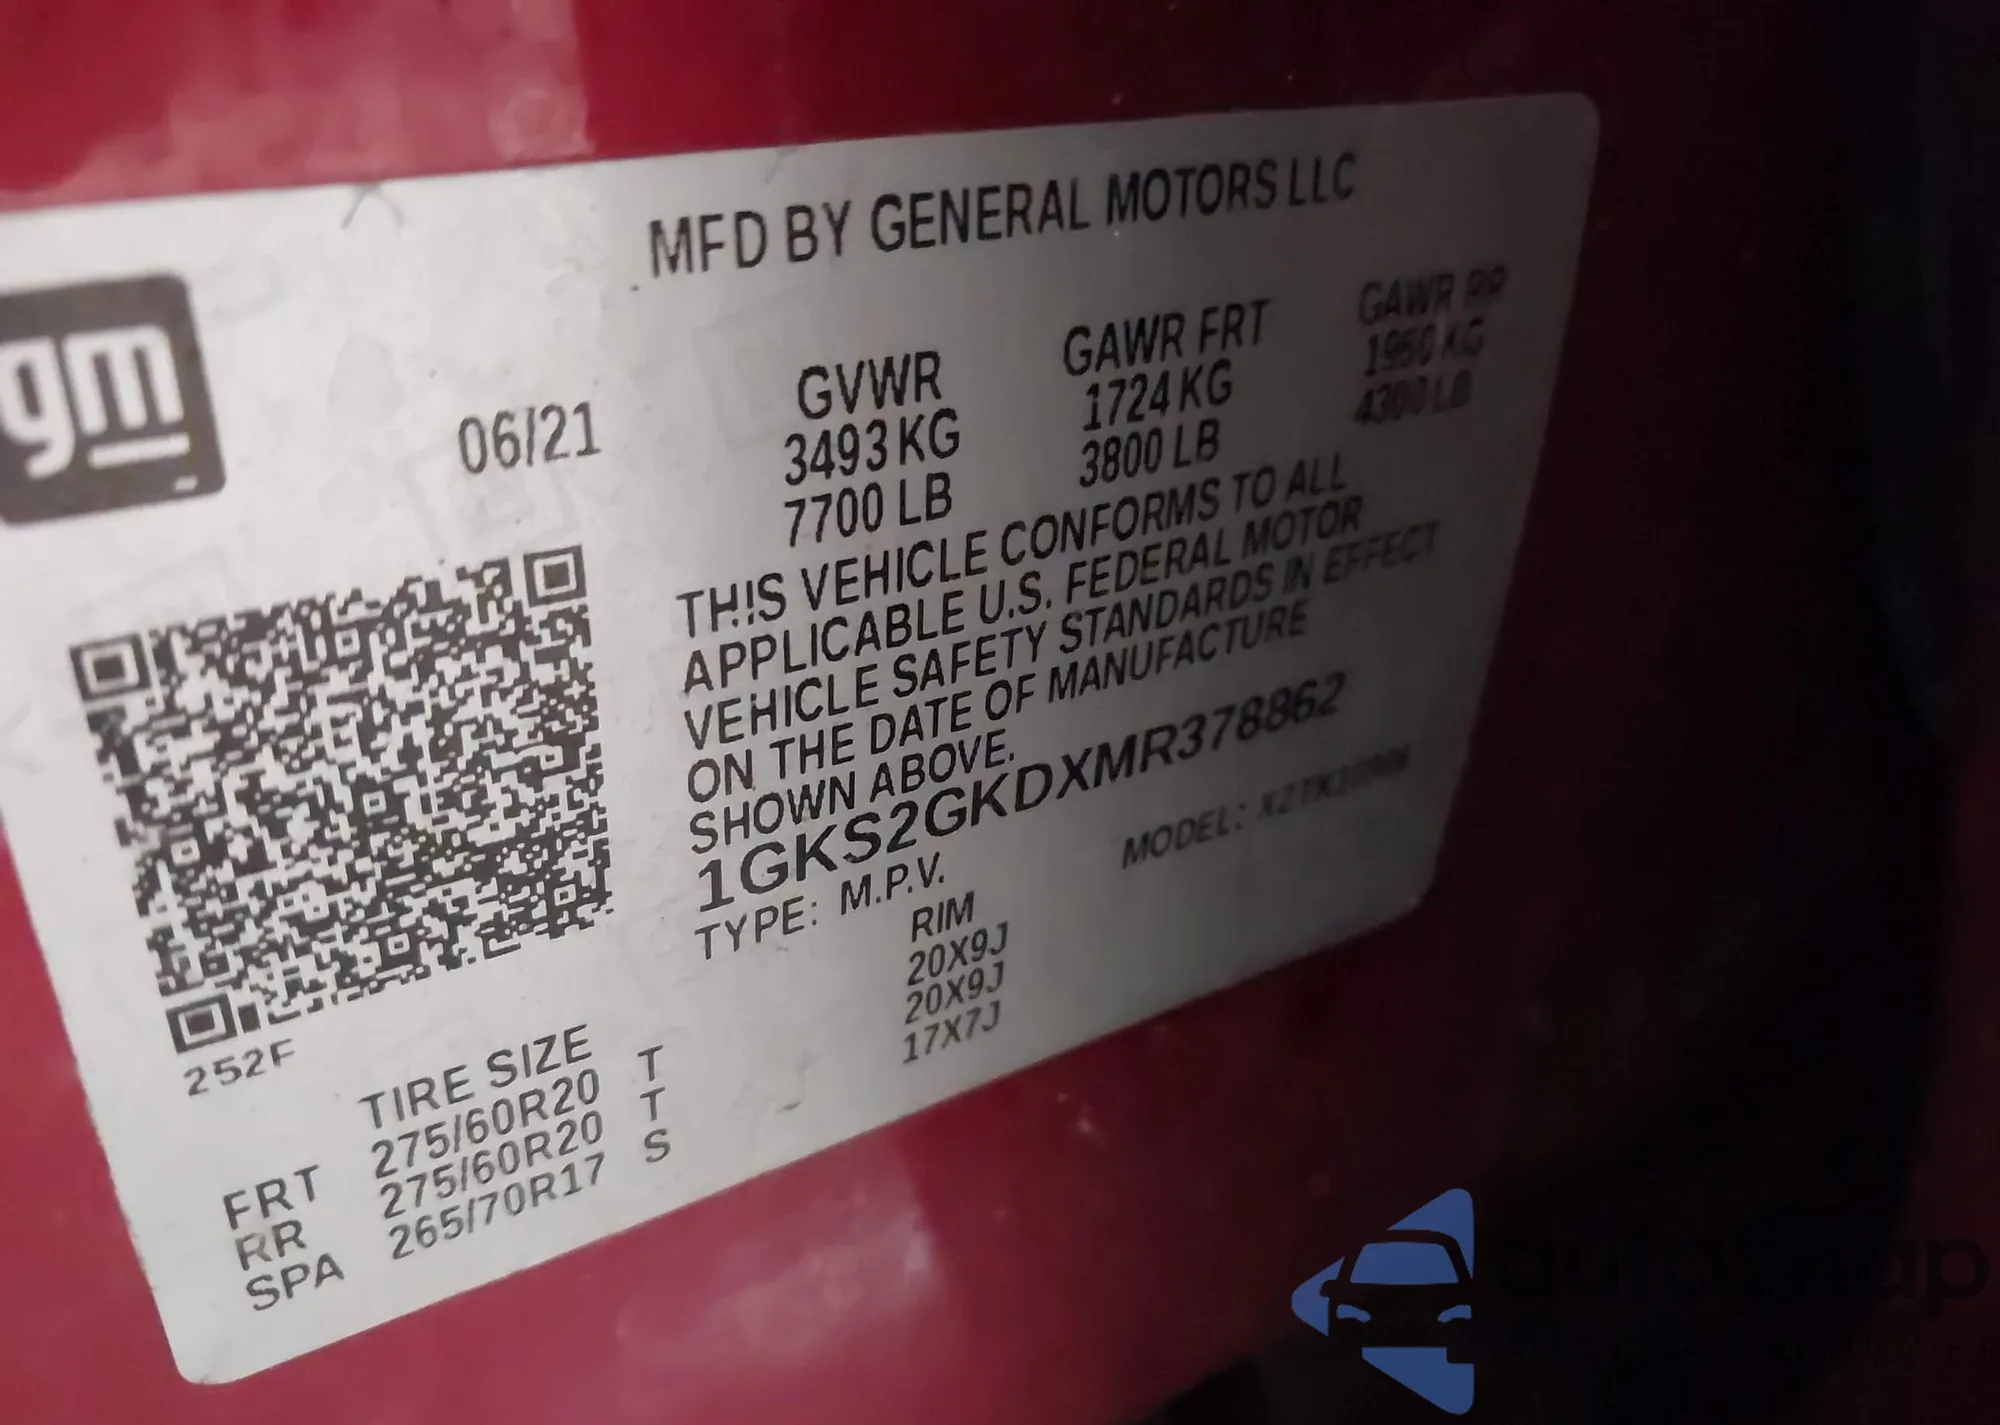 MFD BY GENERAL MOTORS LLC
gm
06/21
GVWR
3493 KG
7700 LB
GAWR FRT
1724 KG
3800 LB
GAWR RR
1950 KG
4300 LB
THIS VEHICLE CONFORMS TO ALL
APPLICABLE U.S. FEDERAL MOTOR
VEHICLE SAFETY STANDARDS IN EFFECT
ON THE DATE OF MANUFACTURE
SHOWN ABOVE.
1GKS2GKDXMR378862
TYPE: M.P.V.
MODEL:
252F
TIRE SIZE
RIM
FRT 275/60R20 T 20X9J
RR 275/60R20 T 20X9J
SPA 265/70R17 S 17X7J